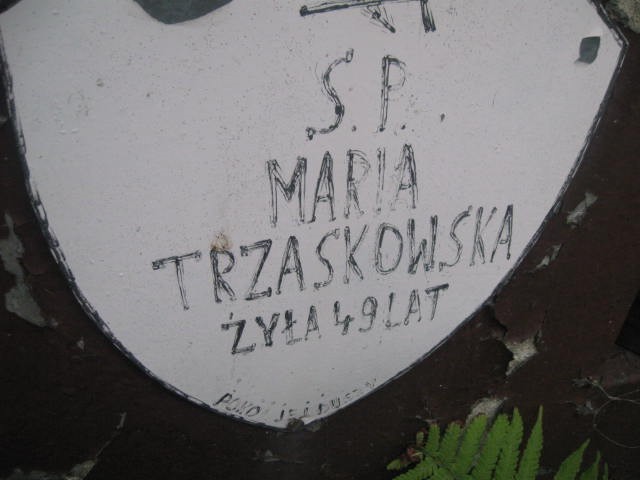 Ś.P.
MARIA
TRZASKOWSKA
ŻYŁA 49 LAT